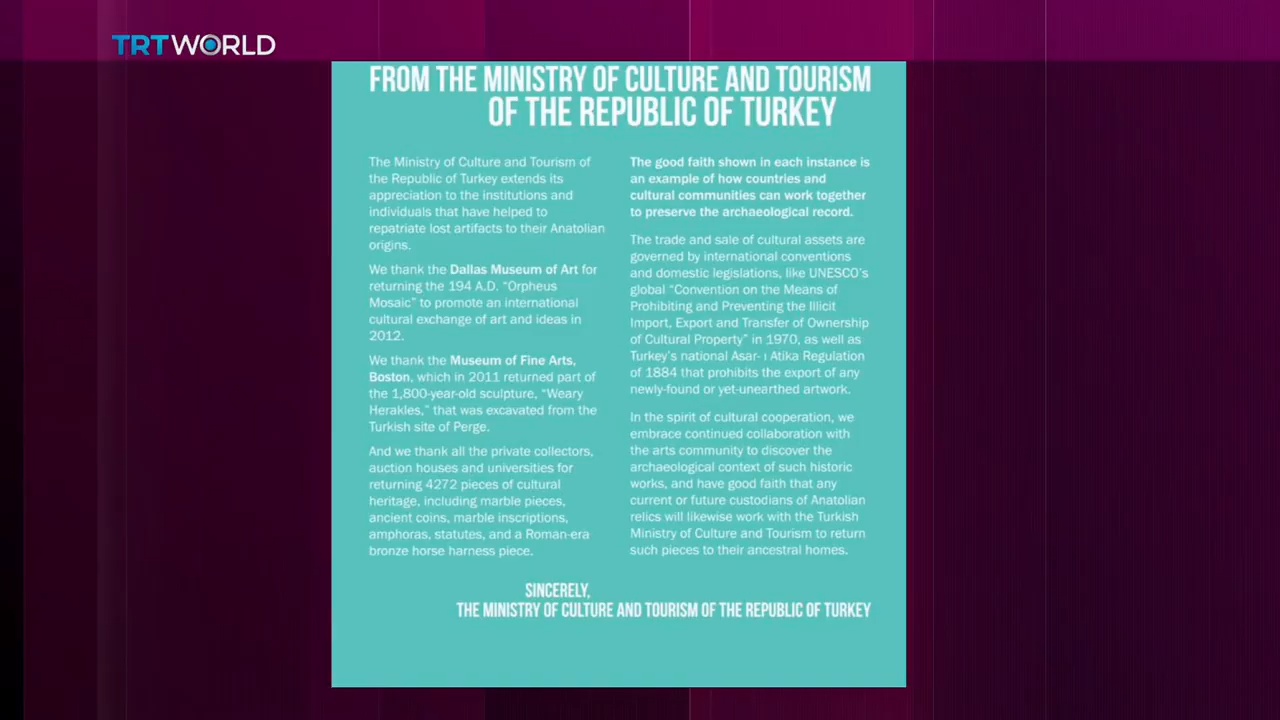 TRT WORLD
FROM THE MINISTRY OF CULTURE AND TOURISM
OF THE REPUBLIC OF TURKEY
The Ministry of Culture and Tourism of
the Republic of Turkey extends its
appreciation to the institutions and
individuals that have helped to
repatriate lost artifacts to their Anatolian
origins.
We thank the Dallas Museum of Art for
returning the 194 A.D. “Orpheus
Mosaic” to promote an international
cultural exchange of art and ideas in
2012.
We thank the Museum of Fine Arts,
Boston, which in 2011 returned part of
the 1,800-year-old sculpture, “Weary
Herakles,” that was excavated from the
Turkish site of Perge.
And we thank all the private collectors,
auction houses and universities for
returning 4272 pieces of cultural
heritage, including marble pieces,
ancient coins, marble inscriptions,
amphoras, statutes, and a Roman-era
bronze horse harness piece.
The good faith shown in each instance is
an example of how countries and
cultural communities can work together
to preserve the archaeological record.
The trade and sale of cultural assets are
governed by international conventions
and domestic legislations, like UNESCO’s
global “Convention on the Means of
Prohibiting and Preventing the Illicit
Import, Export and Transfer of Ownership
of Cultural Property” in 1970, as well as
Turkey’s national Asar- ı Atika Regulation
of 1884 that prohibits the export of any
newly-found or yet-unearthed artwork.
In the spirit of cultural cooperation, we
embrace continued collaboration with
the arts community to discover the
archaeological context of such historic
works, and have good faith that any
current or future custodians of Anatolian
relics will likewise work with the Turkish
Ministry of Culture and Tourism to return
such pieces to their ancestral homes.
SINCERELY,
THE MINISTRY OF CULTURE AND TOURISM OF THE REPUBLIC OF TURKEY